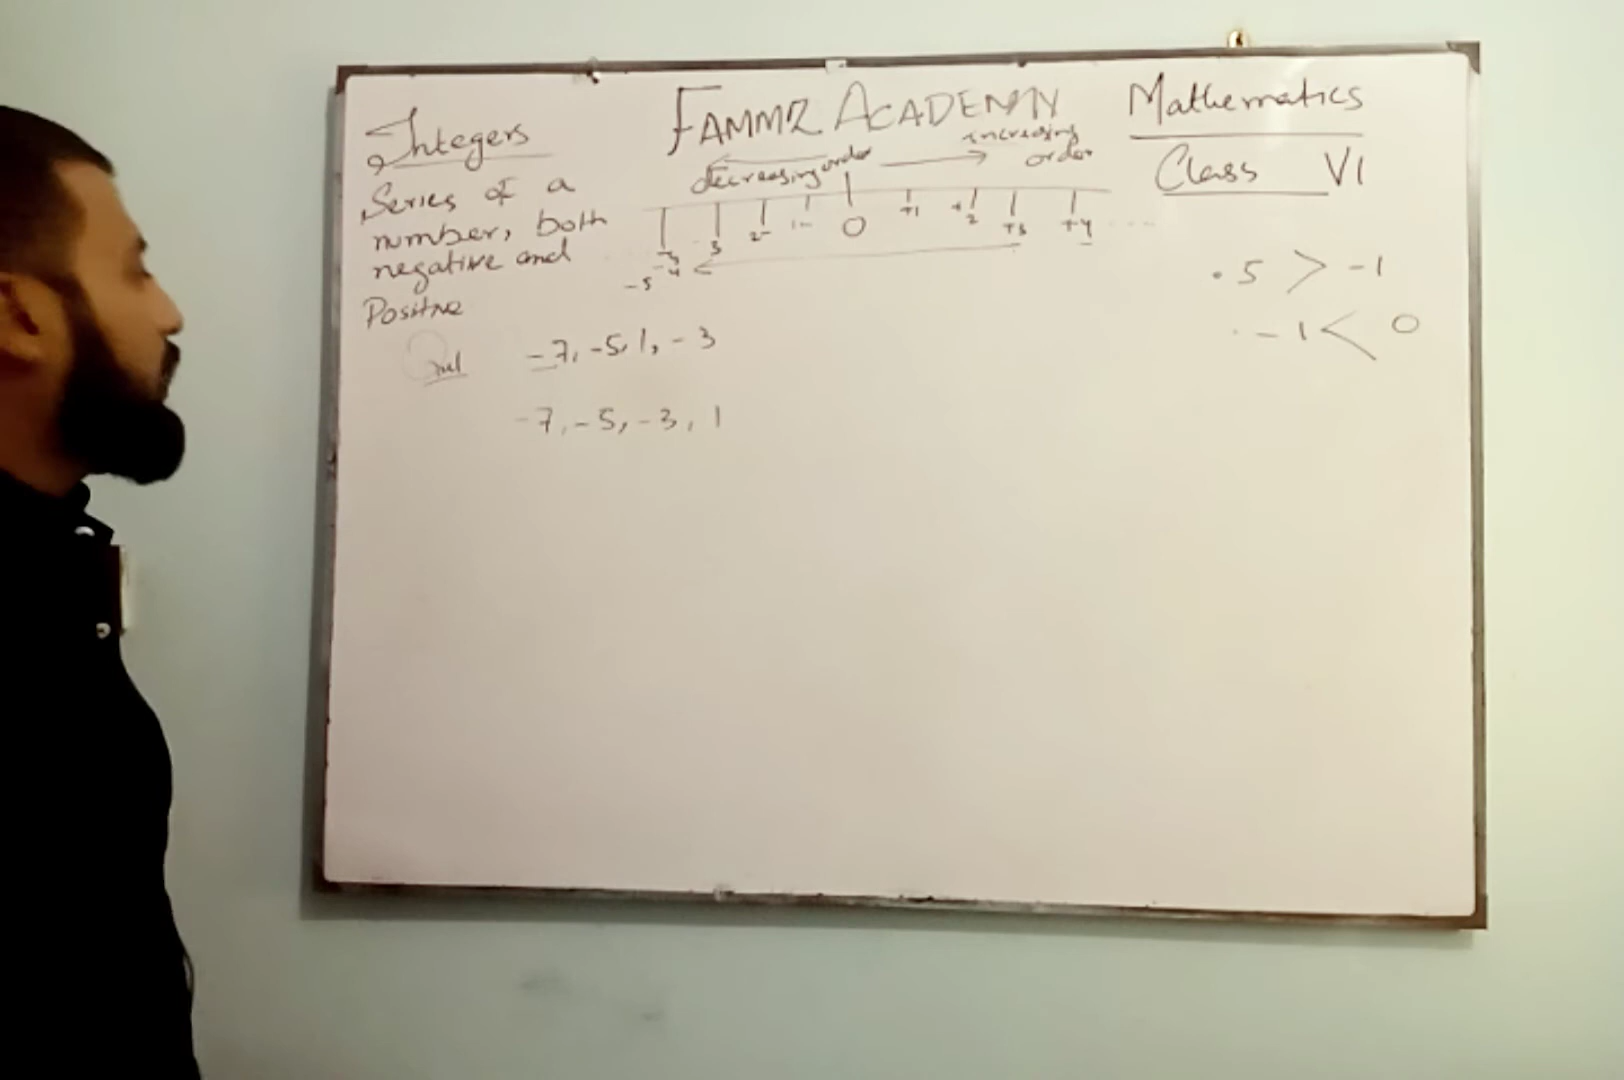 FAMMZ ACADEMY
Mathematics
Class VI
Integers
Series of a
number, both
negative and
Positive
decreasing order
increasing
order
3 2- 1- 0 +1 +2 +3 +4
-5 -4
. 5 > -1
. -1 < 0
-7, -5, 1, -3
-7, -5, -3, 1